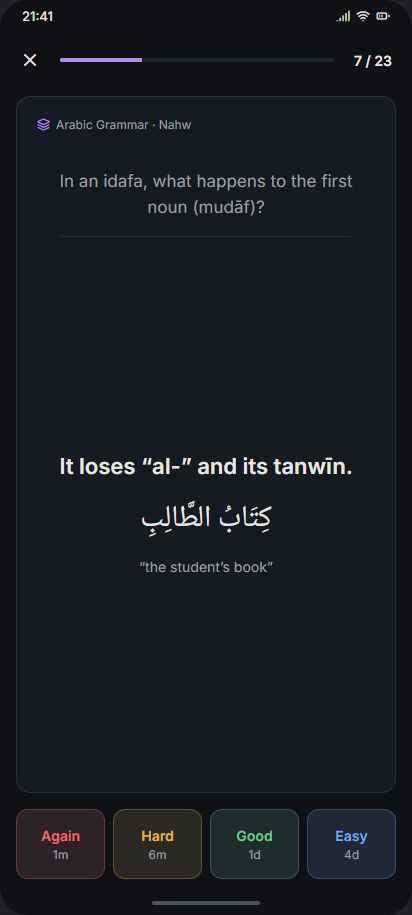 21:41
7 / 23
Arabic Grammar · Nahw
In an idafa, what happens to the first
noun (muḍāf)?
It loses “al-” and its tanwīn.
كِتَابُ الطَّالِبِ
“the student’s book”
Again
1m
Hard
6m
Good
1d
Easy
4d